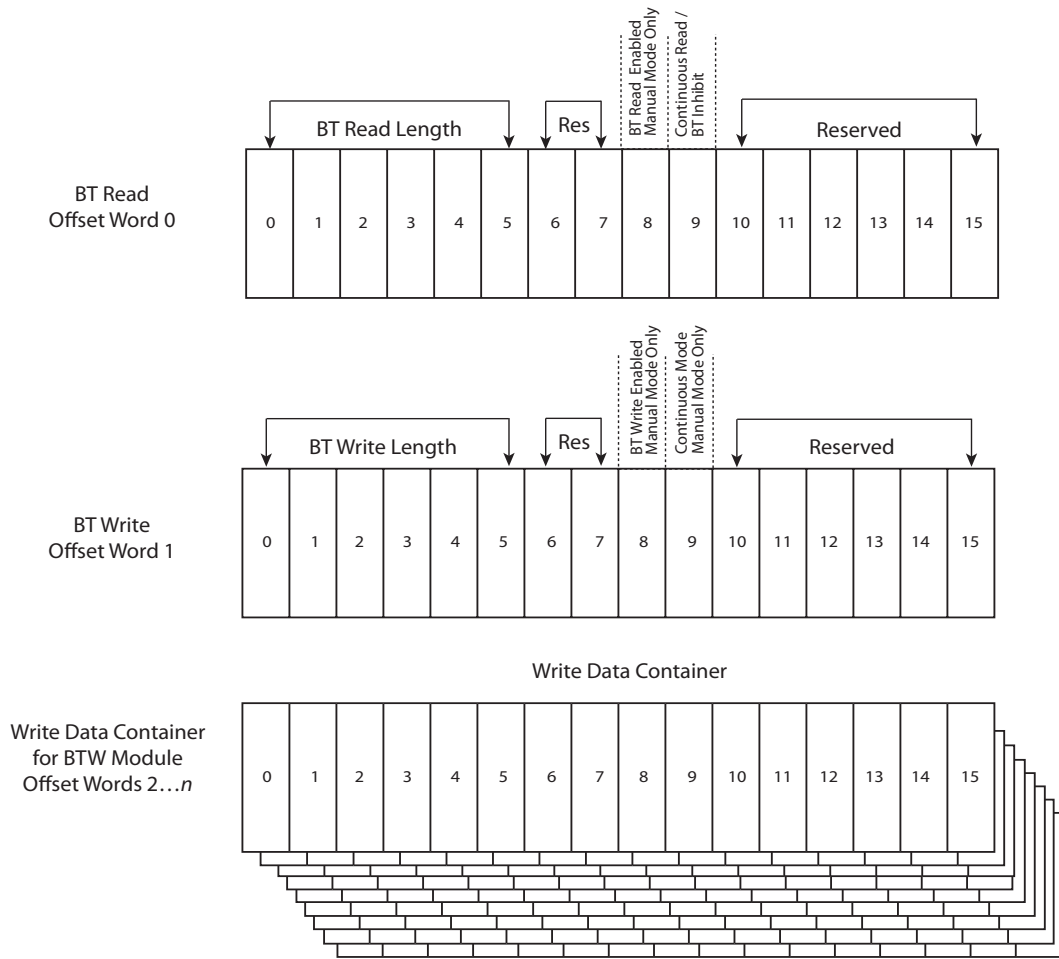 BT Read Enabled
Manual Mode Only
Continuous Read /
BT Inhibit
BT Read Length
Res
Reserved
BT Read
Offset Word 0
0 1 2 3 4 5 6 7 8 9 10 11 12 13 14 15
BT Write Enabled
Manual Mode Only
Continuous Mode
Manual Mode Only
BT Write Length
Res
Reserved
BT Write
Offset Word 1
0 1 2 3 4 5 6 7 8 9 10 11 12 13 14 15
Write Data Container
Write Data Container
for BTW Module
Offset Words 2…n
0 1 2 3 4 5 6 7 8 9 10 11 12 13 14 15